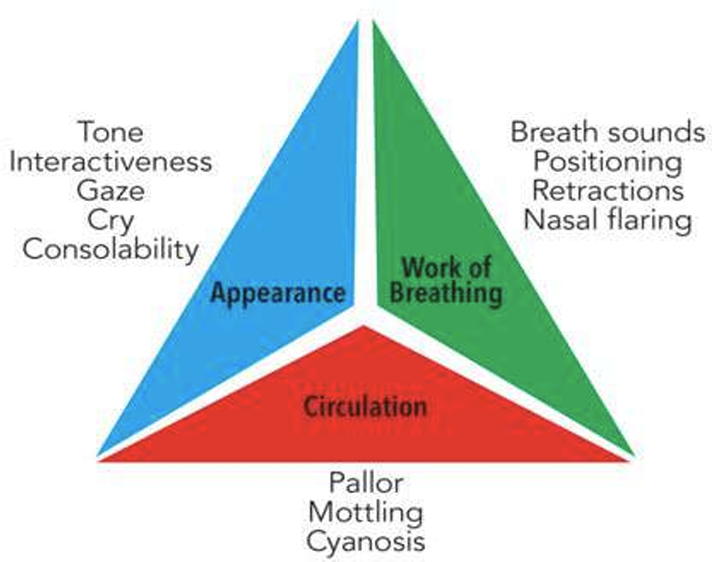 Tone
Interactiveness
Gaze
Cry
Consolability
Breath sounds
Positioning
Retractions
Nasal flaring
Appearance
Work of
Breathing
Circulation
Pallor
Mottling
Cyanosis